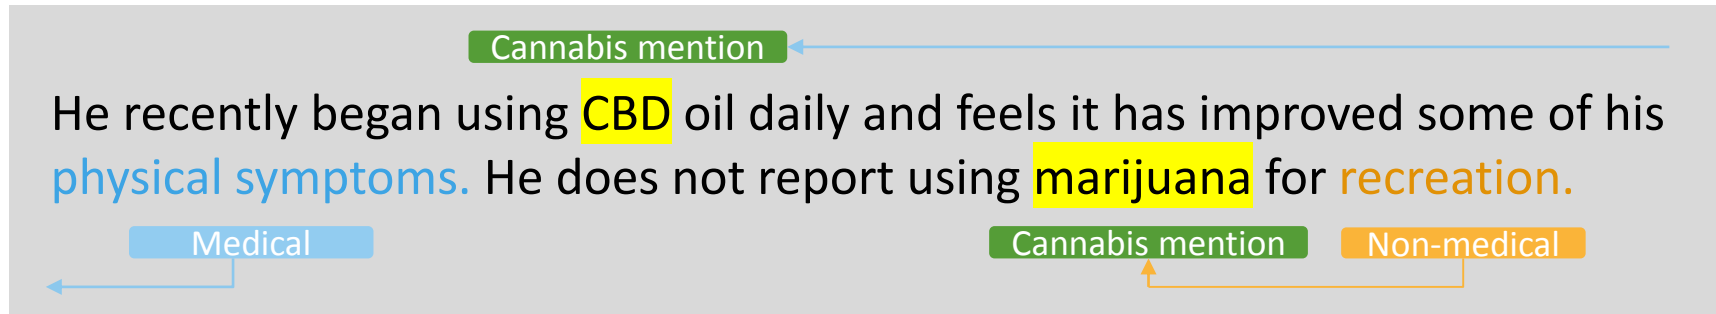 Cannabis mention
He recently began using CBD oil daily and feels it has improved some of his
physical symptoms. He does not report using marijuana for recreation.
Medical Cannabis mention Non-medical